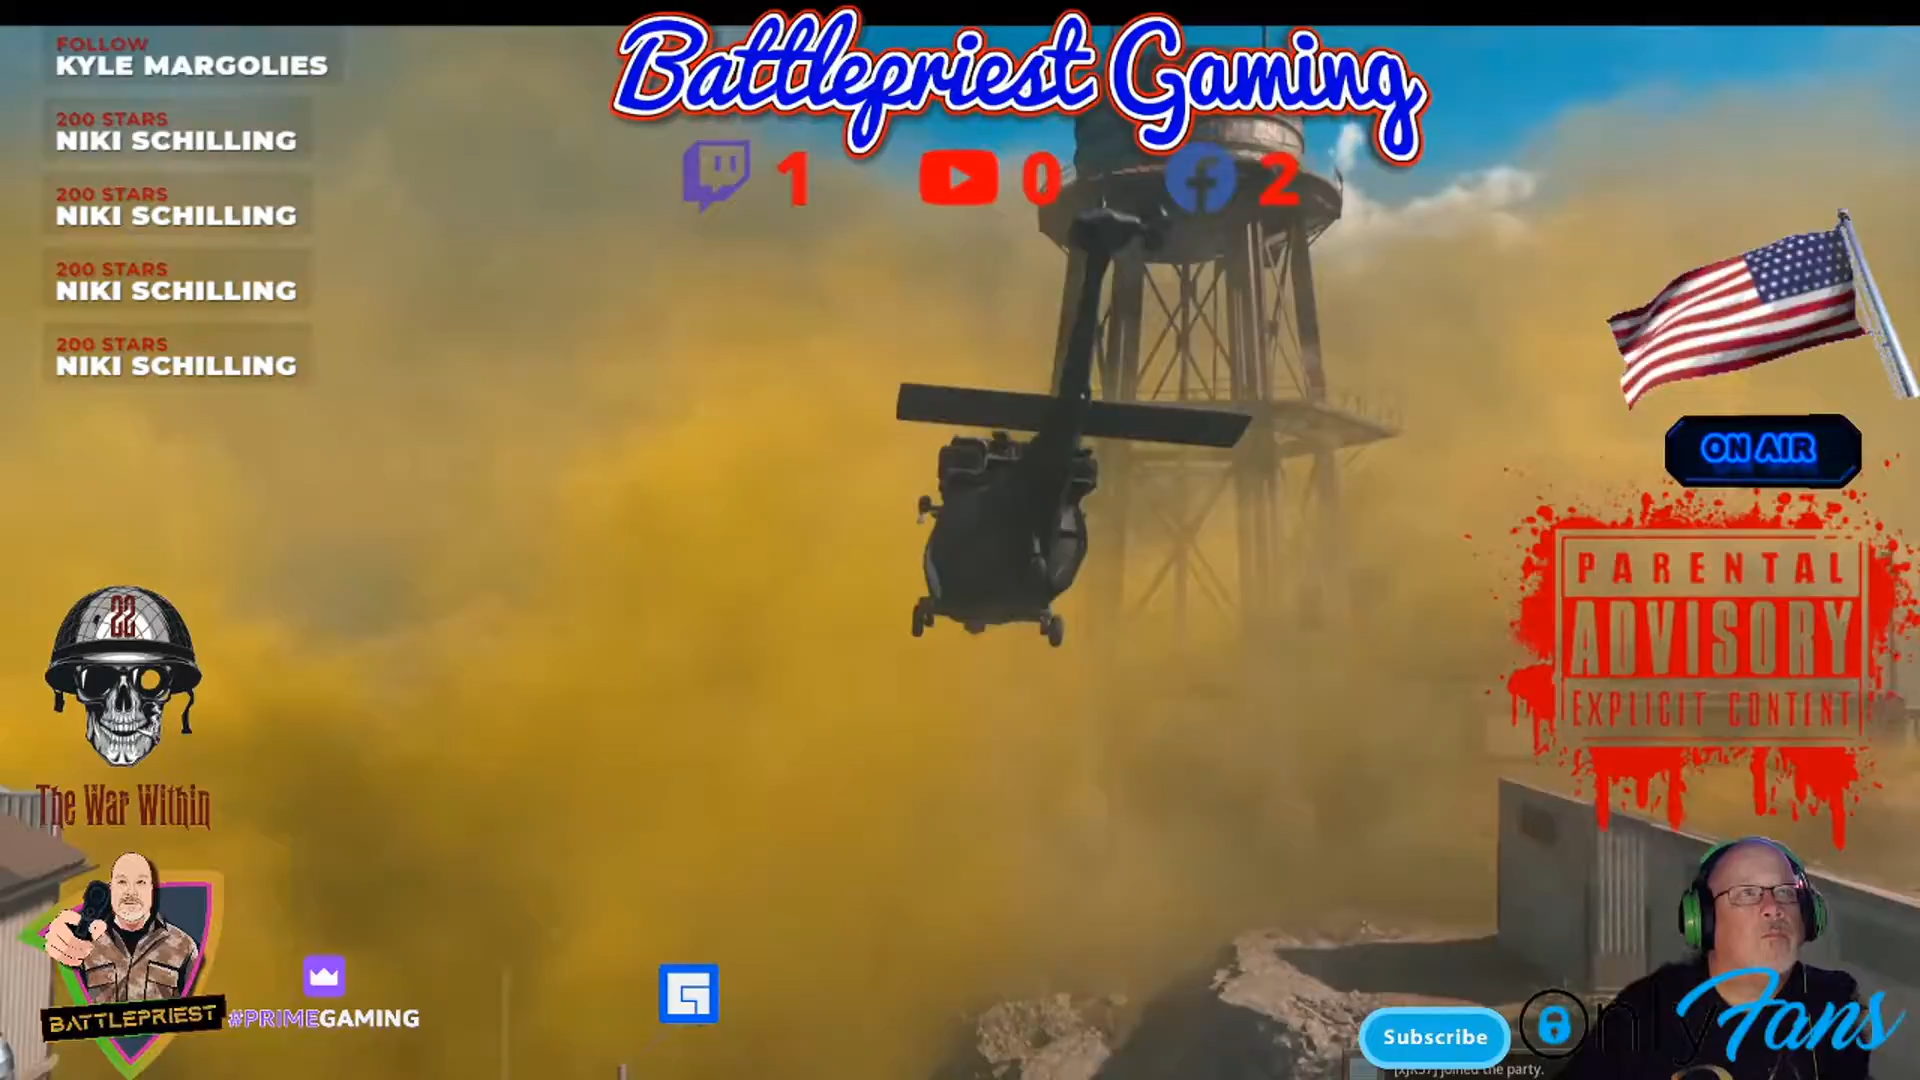 FOLLOW
KYLE MARGOLIES
200 STARS
NIKI SCHILLING
200 STARS
NIKI SCHILLING
200 STARS
NIKI SCHILLING
200 STARS
NIKI SCHILLING
Battlepriest Gaming
1 0 2
ON AIR
PARENTAL
ADVISORY
EXPLICIT CONTENT
22
The War Within
BATTLEPRIEST
#PRIMEGAMING
Subscribe
OnlyFans
joined the party.